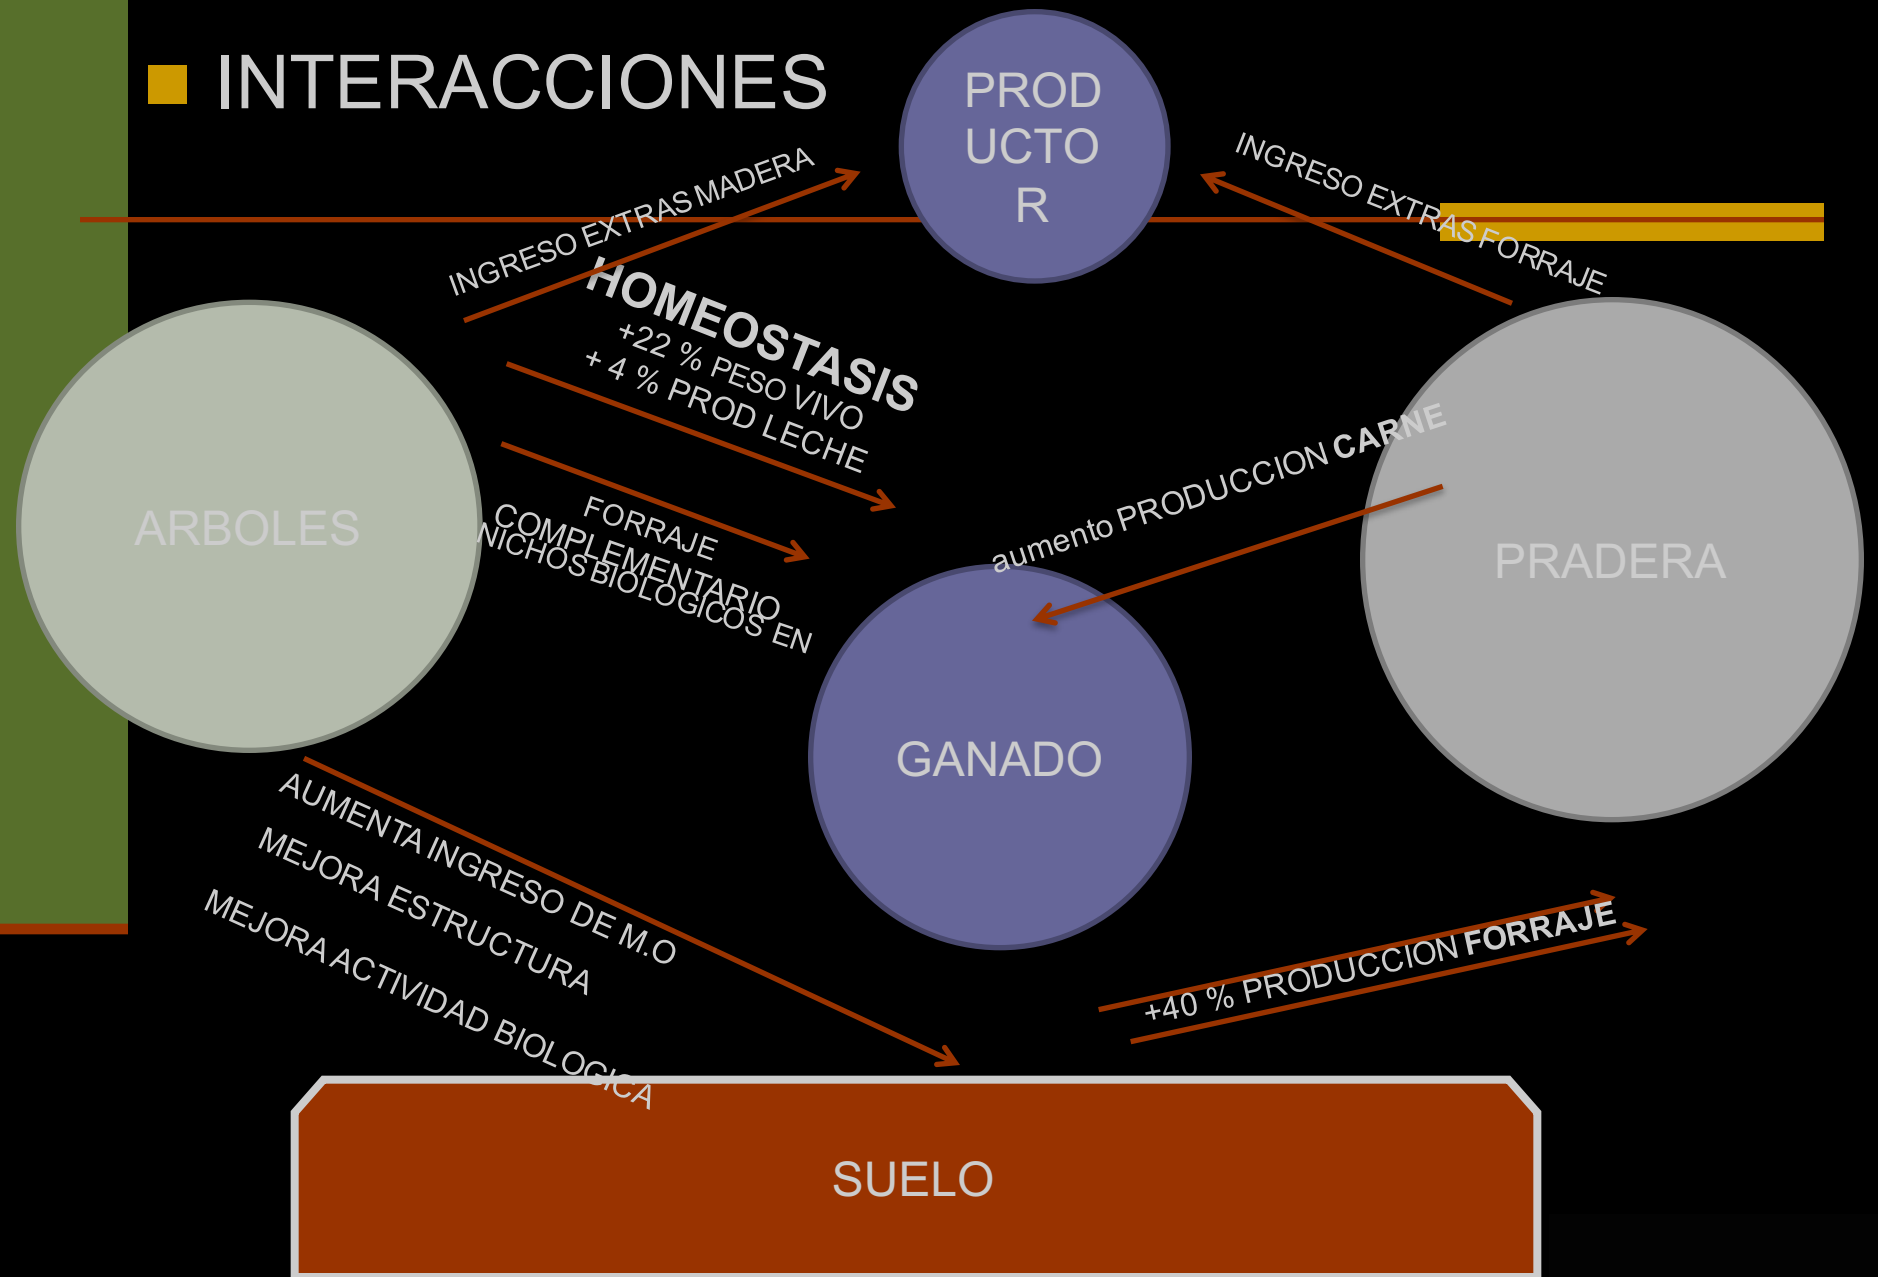 INTERACCIONES
PROD
UCTO
R
INGRESO EXTRAS MADERA
INGRESO EXTRAS FORRAJE
HOMEOSTASIS
+22 % PESO VIVO
+ 4 % PROD LECHE
aumento PRODUCCION CARNE
ARBOLES
FORRAJE
COMPLEMENTARIO
NICHOS BIOLOGICOS EN
PRADERA
GANADO
AUMENTA INGRESO DE M.O
MEJORA ESTRUCTURA
MEJORA ACTIVIDAD BIOLOGICA
+40 % PRODUCCION FORRAJE
SUELO